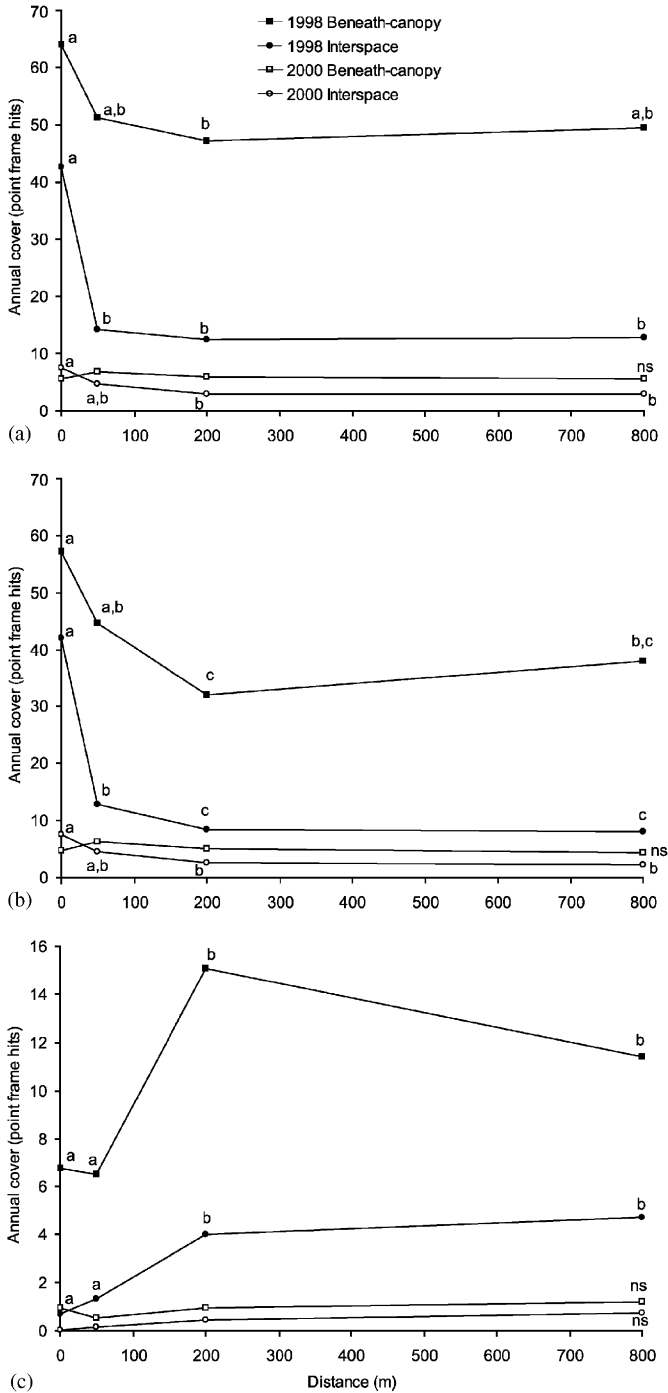 70
1998 Beneath-canopy
1998 Interspace
2000 Beneath-canopy
2000 Interspace
60
50
40
30
20
10
0
Annual cover (point frame hits)
a
a,b
b
a,b
a
b
b
b
a
a,b
b
ns
b
0 100 200 300 400 500 600 700 800
(a)
70
60
50
40
30
20
10
0
Annual cover (point frame hits)
a
a,b
c
b,c
a
b
c
c
a
a,b
b
ns
b
0 100 200 300 400 500 600 700 800
(b)
16
14
12
10
8
6
4
2
0
Annual cover (point frame hits)
b
b
a
a
b
b
a
a
ns
ns
0 100 200 300 400 500 600 700 800
(c)
Distance (m)